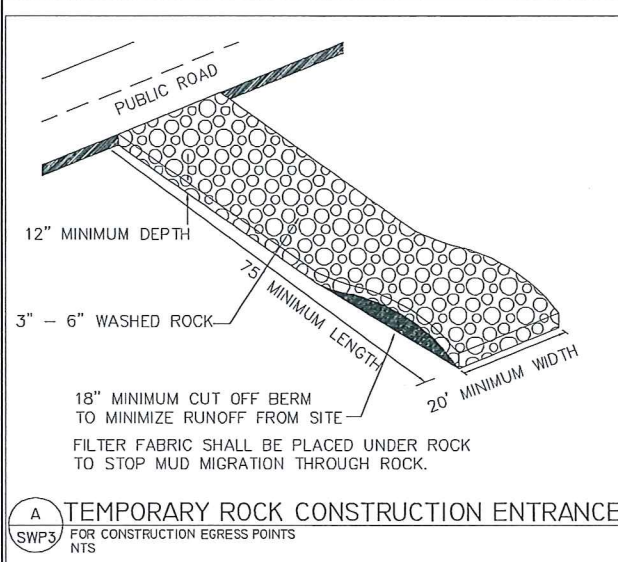 PUBLIC ROAD
12" MINIMUM DEPTH
3" – 6" WASHED ROCK
75' MINIMUM LENGTH
18" MINIMUM CUT OFF BERM
TO MINIMIZE RUNOFF FROM SITE
20' MINIMUM WIDTH
FILTER FABRIC SHALL BE PLACED UNDER ROCK
TO STOP MUD MIGRATION THROUGH ROCK.
A
SWP3
TEMPORARY ROCK CONSTRUCTION ENTRANCE
FOR CONSTRUCTION EGRESS POINTS
NTS